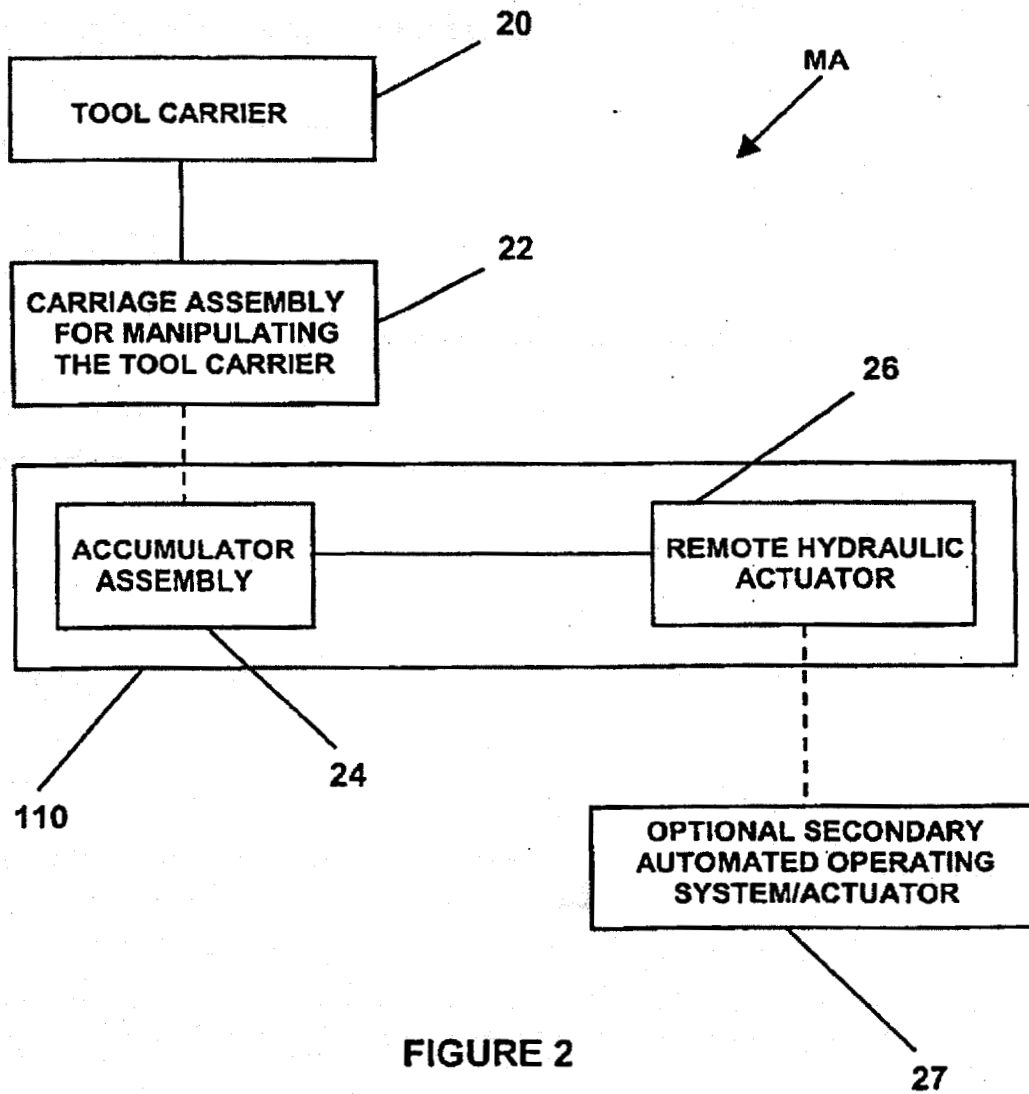 20
MA
TOOL CARRIER
22
CARRIAGE ASSEMBLY
FOR MANIPULATING
THE TOOL CARRIER
26
ACCUMULATOR
ASSEMBLY
REMOTE HYDRAULIC
ACTUATOR
24
110
OPTIONAL SECONDARY
AUTOMATED OPERATING
SYSTEM/ACTUATOR
FIGURE 2
27